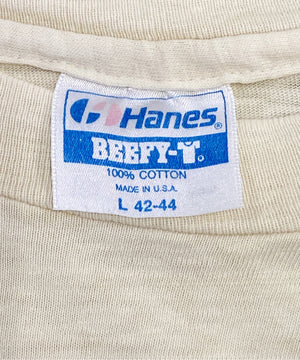 Hanes®
BEEFY-T®
100% COTTON
MADE IN U.S.A.
L 42-44